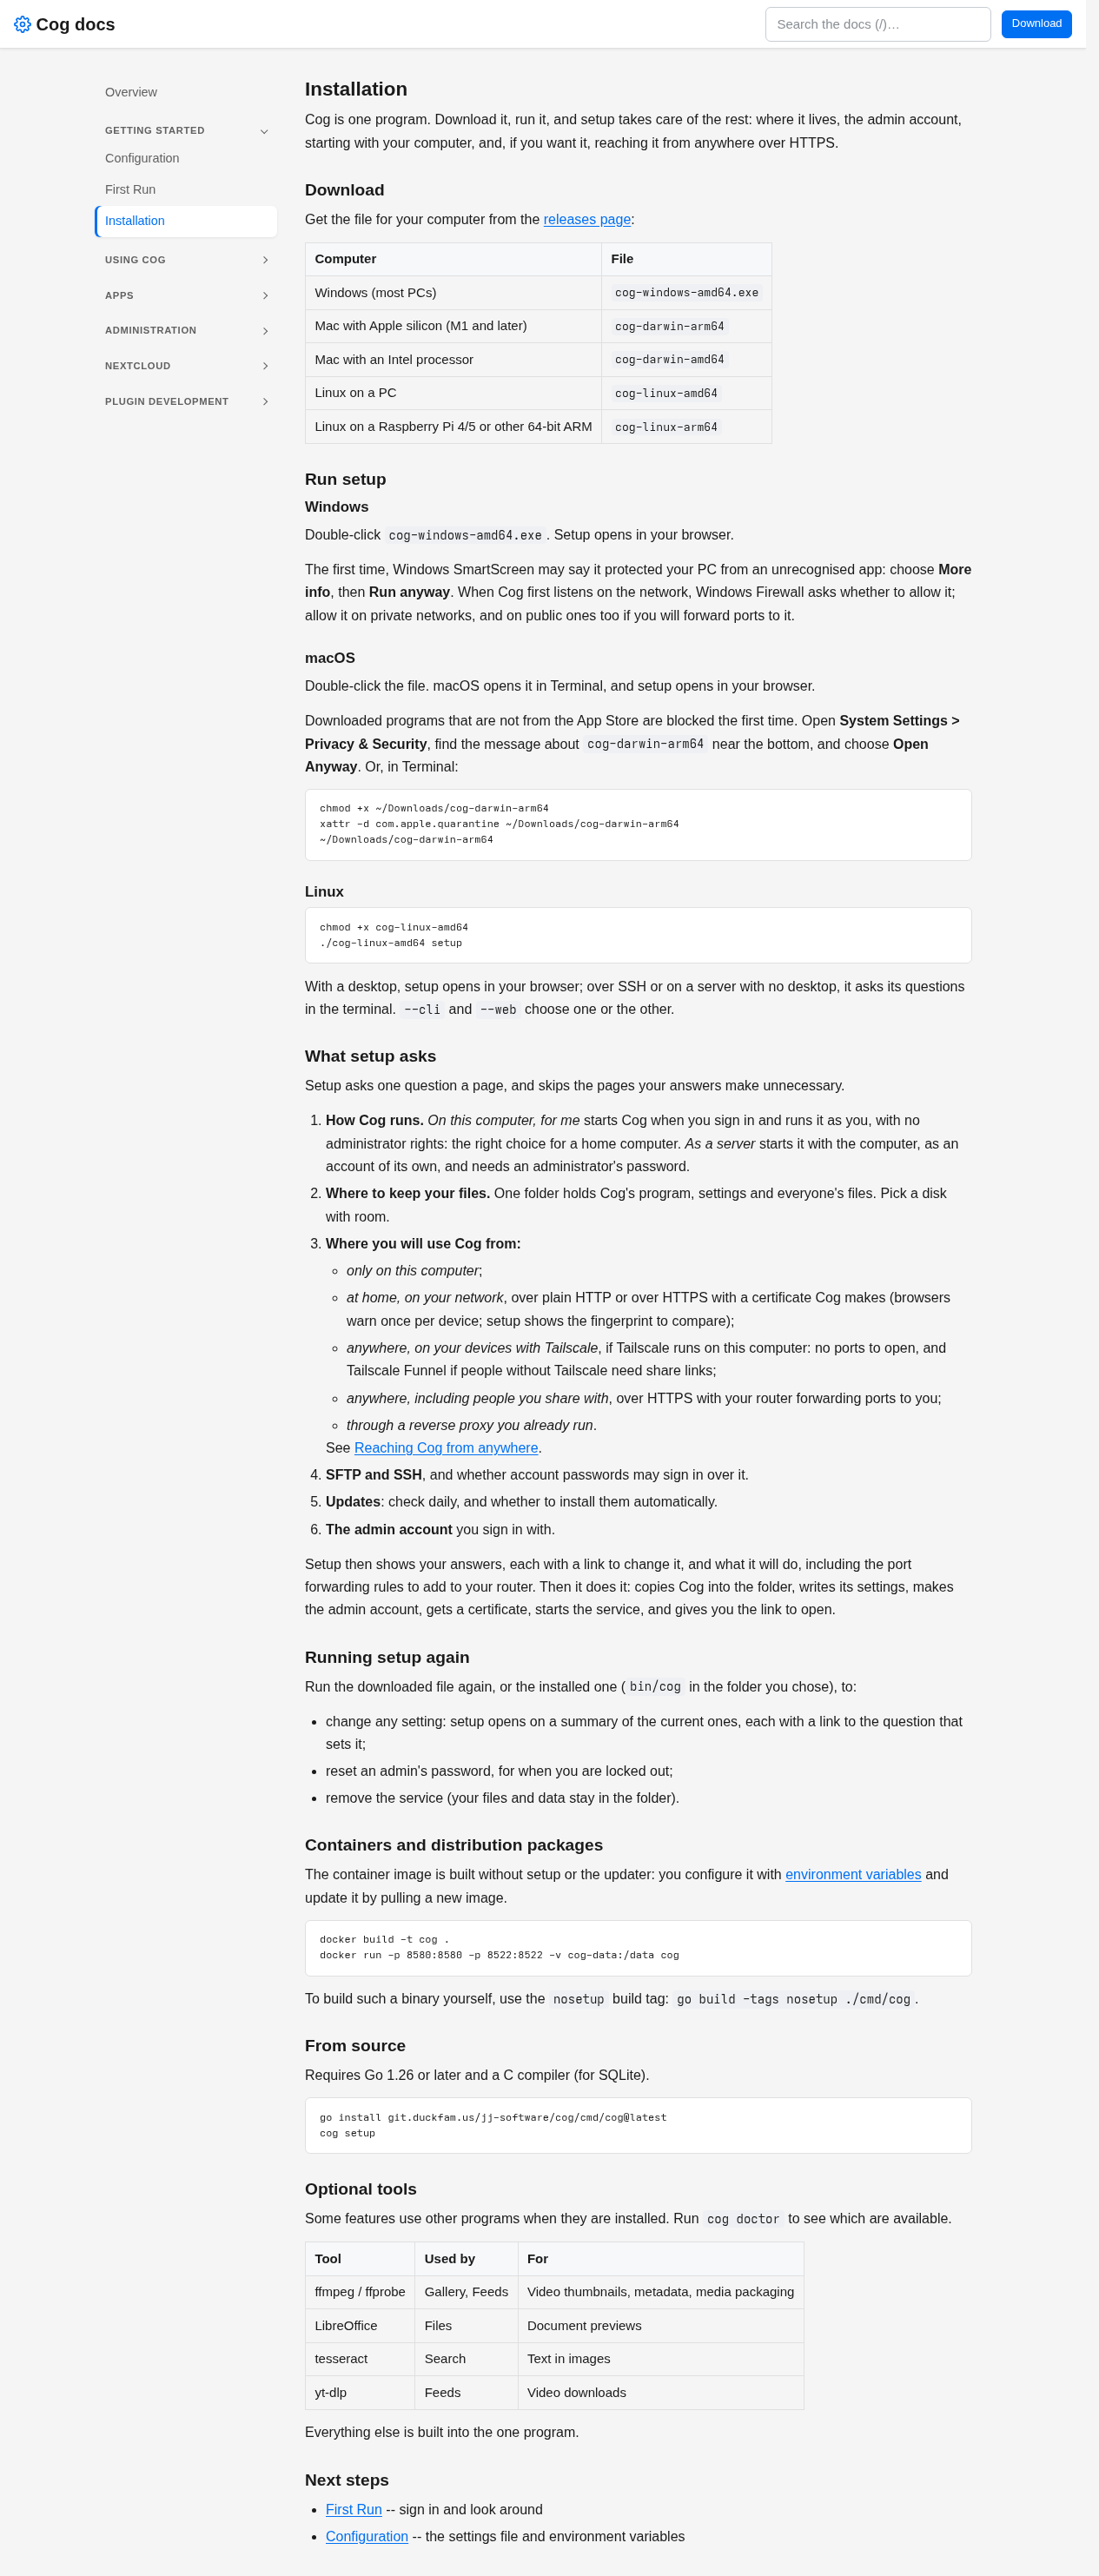 Cog docs
Search the docs (/)…
Download
Overview
GETTING STARTED
Configuration
First Run
Installation
USING COG
APPS
ADMINISTRATION
NEXTCLOUD
PLUGIN DEVELOPMENT
Installation
Cog is one program. Download it, run it, and setup takes care of the rest: where it lives, the admin account,
starting with your computer, and, if you want it, reaching it from anywhere over HTTPS.
Download
Get the file for your computer from the releases page:
Computer File
Windows (most PCs) cog-windows-amd64.exe
Mac with Apple silicon (M1 and later) cog-darwin-arm64
Mac with an Intel processor cog-darwin-amd64
Linux on a PC cog-linux-amd64
Linux on a Raspberry Pi 4/5 or other 64-bit ARM cog-linux-arm64
Run setup
Windows
Double-click cog-windows-amd64.exe. Setup opens in your browser.
The first time, Windows SmartScreen may say it protected your PC from an unrecognised app: choose More
info, then Run anyway. When Cog first listens on the network, Windows Firewall asks whether to allow it;
allow it on private networks, and on public ones too if you will forward ports to it.
macOS
Double-click the file. macOS opens it in Terminal, and setup opens in your browser.
Downloaded programs that are not from the App Store are blocked the first time. Open System Settings >
Privacy & Security, find the message about cog-darwin-arm64 near the bottom, and choose Open
Anyway. Or, in Terminal:
chmod +x ~/Downloads/cog-darwin-arm64
xattr -d com.apple.quarantine ~/Downloads/cog-darwin-arm64
~/Downloads/cog-darwin-arm64
Linux
chmod +x cog-linux-amd64
./cog-linux-amd64 setup
With a desktop, setup opens in your browser; over SSH or on a server with no desktop, it asks its questions
in the terminal. --cli and --web choose one or the other.
What setup asks
Setup asks one question a page, and skips the pages your answers make unnecessary.
1. How Cog runs. On this computer, for me starts Cog when you sign in and runs it as you, with no
administrator rights: the right choice for a home computer. As a server starts it with the computer, as an
account of its own, and needs an administrator's password.
2. Where to keep your files. One folder holds Cog's program, settings and everyone's files. Pick a disk
with room.
3. Where you will use Cog from:
only on this computer;
at home, on your network, over plain HTTP or over HTTPS with a certificate Cog makes (browsers
warn once per device; setup shows the fingerprint to compare);
anywhere, on your devices with Tailscale, if Tailscale runs on this computer: no ports to open, and
Tailscale Funnel if people without Tailscale need share links;
anywhere, including people you share with, over HTTPS with your router forwarding ports to you;
through a reverse proxy you already run.
See Reaching Cog from anywhere.
4. SFTP and SSH, and whether account passwords may sign in over it.
5. Updates: check daily, and whether to install them automatically.
6. The admin account you sign in with.
Setup then shows your answers, each with a link to change it, and what it will do, including the port
forwarding rules to add to your router. Then it does it: copies Cog into the folder, writes its settings, makes
the admin account, gets a certificate, starts the service, and gives you the link to open.
Running setup again
Run the downloaded file again, or the installed one (bin/cog in the folder you chose), to:
change any setting: setup opens on a summary of the current ones, each with a link to the question that
sets it;
reset an admin's password, for when you are locked out;
remove the service (your files and data stay in the folder).
Containers and distribution packages
The container image is built without setup or the updater: you configure it with environment variables and
update it by pulling a new image.
docker build -t cog .
docker run -p 8580:8580 -p 8522:8522 -v cog-data:/data cog
To build such a binary yourself, use the nosetup build tag: go build -tags nosetup ./cmd/cog.
From source
Requires Go 1.26 or later and a C compiler (for SQLite).
go install git.duckfam.us/jj-software/cog/cmd/cog@latest
cog setup
Optional tools
Some features use other programs when they are installed. Run cog doctor to see which are available.
Tool Used by For
ffmpeg / ffprobe Gallery, Feeds Video thumbnails, metadata, media packaging
LibreOffice Files Document previews
tesseract Search Text in images
yt-dlp Feeds Video downloads
Everything else is built into the one program.
Next steps
First Run -- sign in and look around
Configuration -- the settings file and environment variables